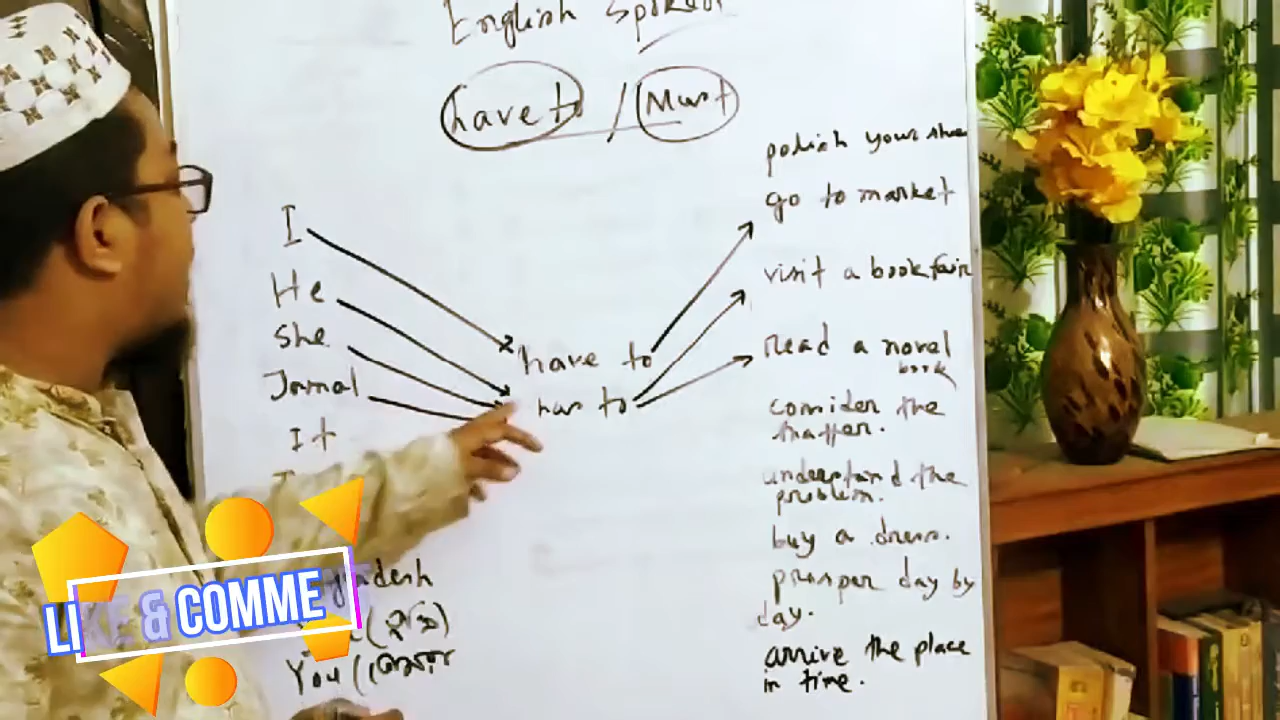 English Spoken
have to / Must
I
He
She
Jamal
It
have to
has to
polish your shoe
go to market
visit a book fair
read a novel
book
consider the
matter.
understand the
problem.
buy a dress.
prosper day by
day.
arrive the place
in time.
You (
LIKE & COMME